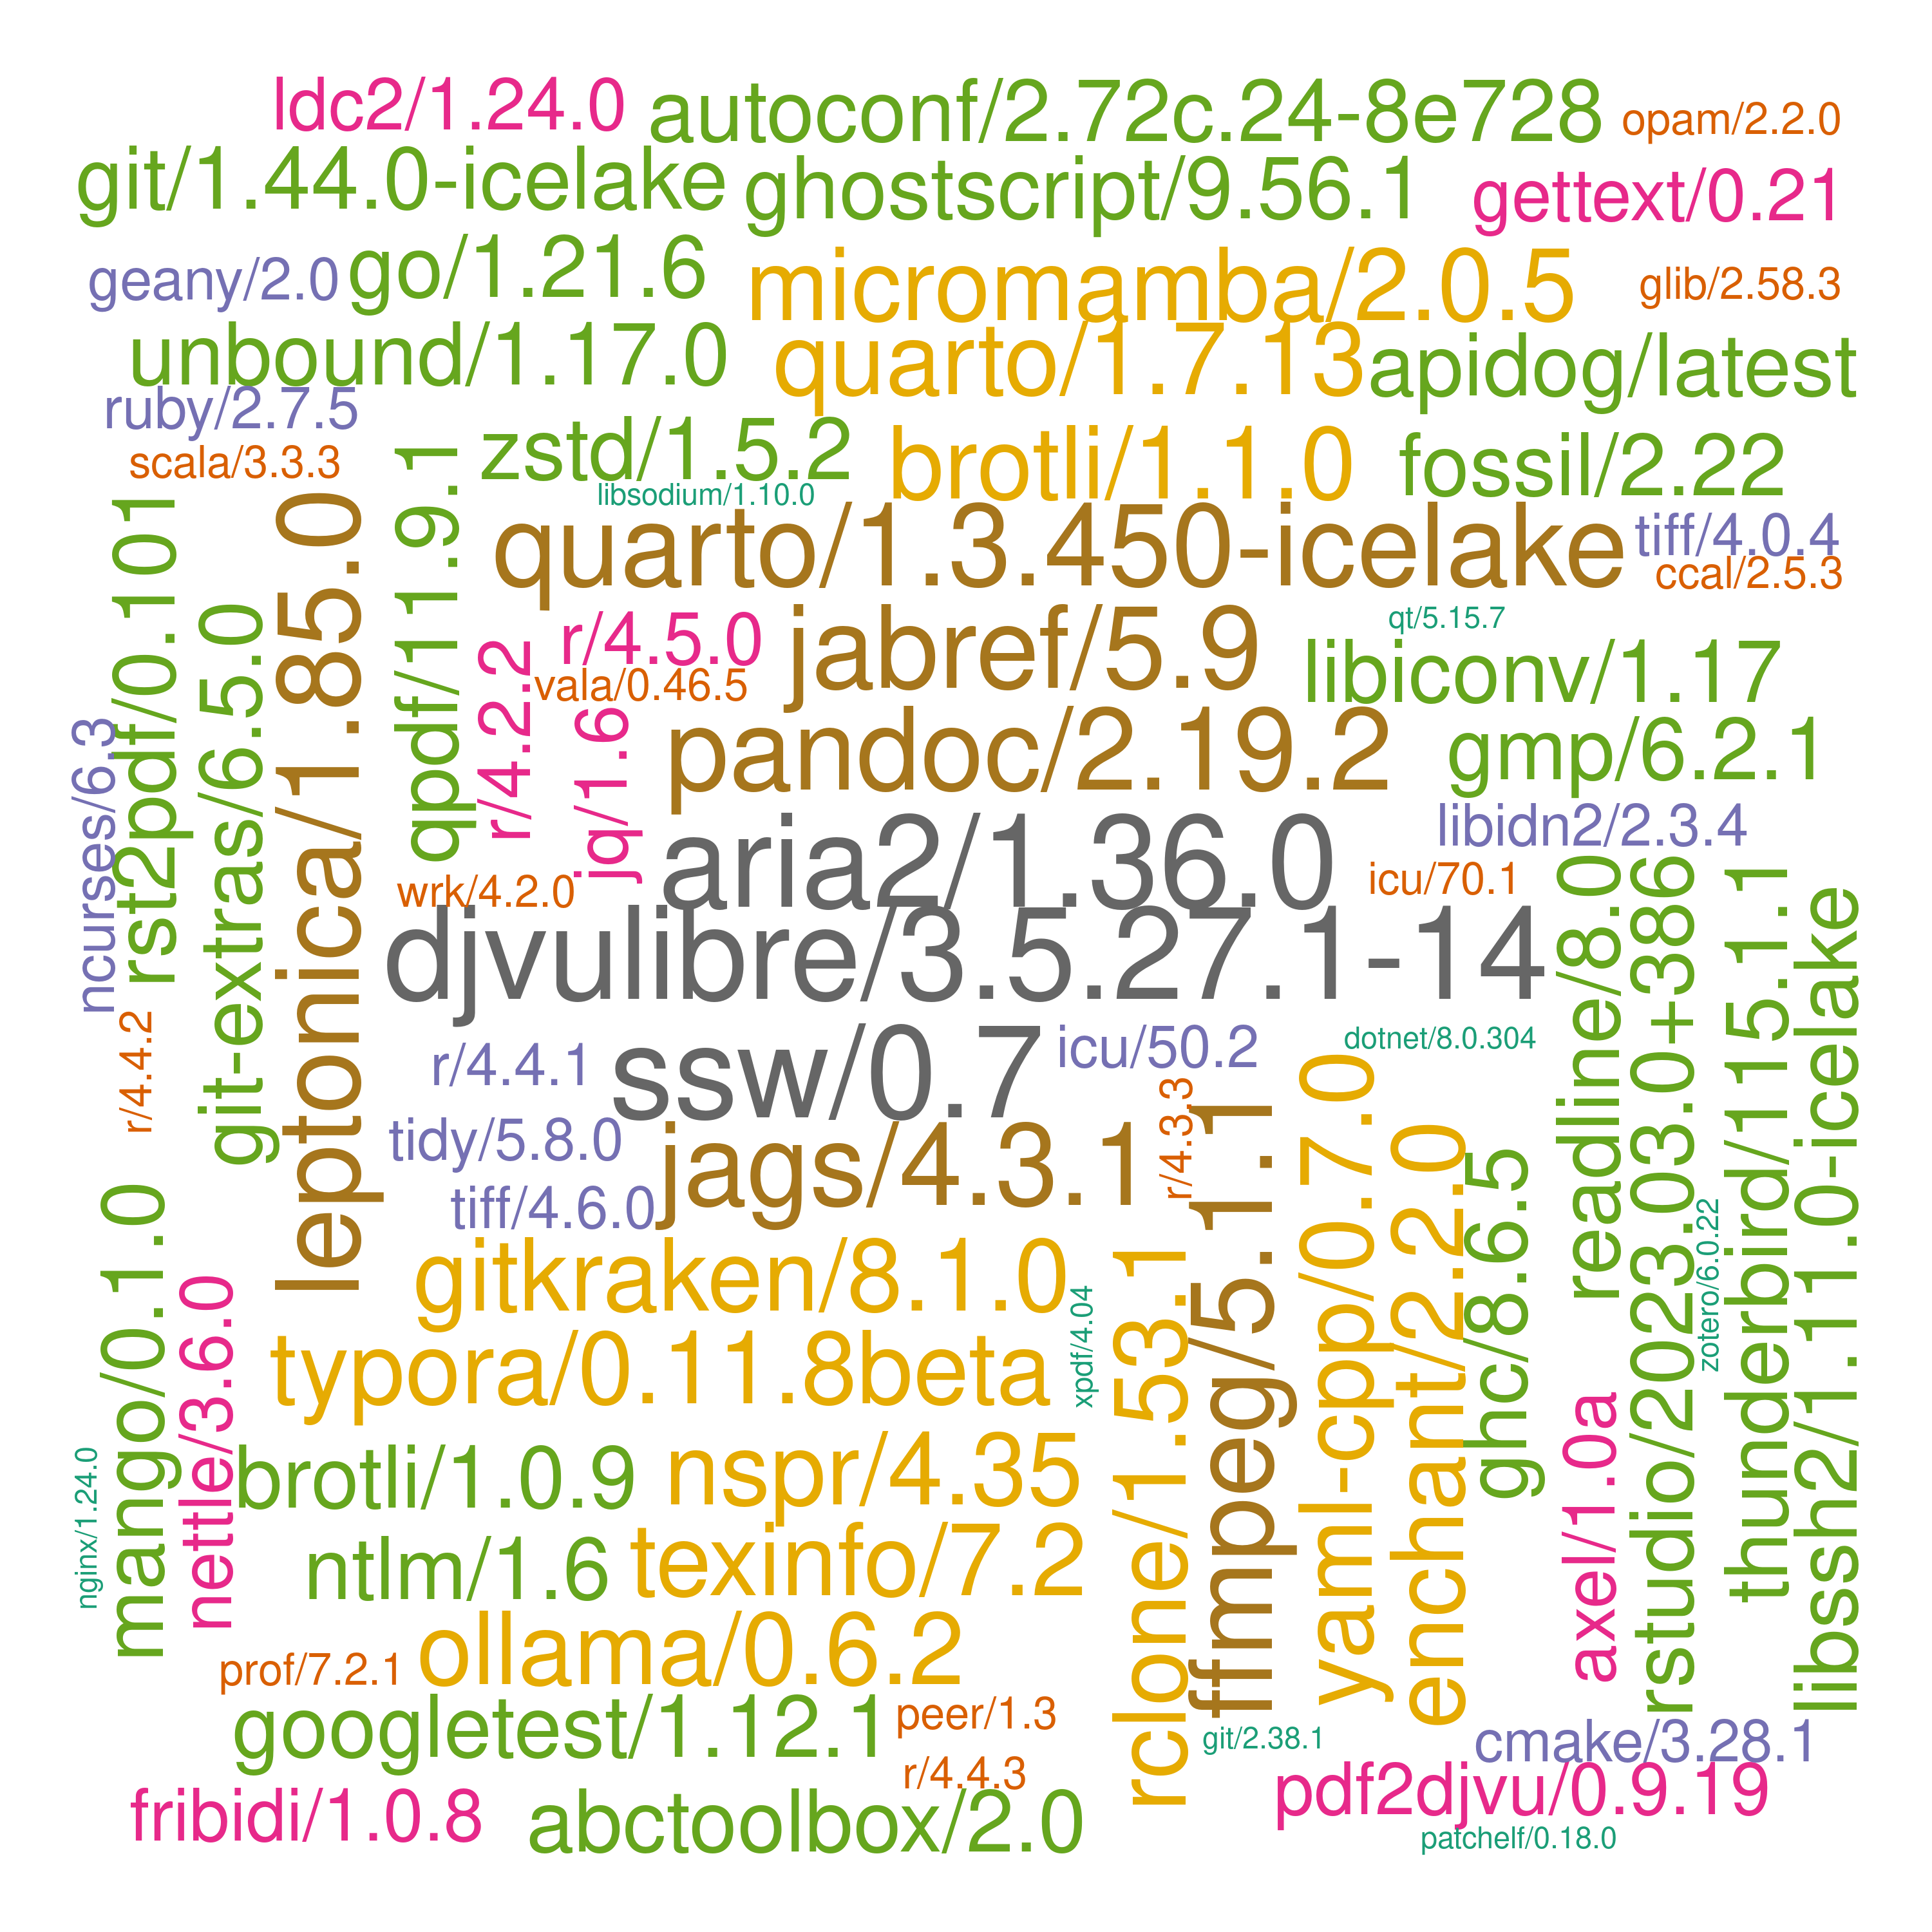 ldc2/1.24.0
autoconf/2.72c.24-8e728
opam/2.2.0
git/1.44.0-icelake
ghostscript/9.56.1
gettext/0.21
geany/2.0
go/1.21.6
micromamba/2.0.5
glib/2.58.3
unbound/1.17.0
quarto/1.7.13
apidog/latest
ruby/2.7.5
scala/3.3.3
zstd/1.5.2
brotli/1.1.0
fossil/2.22
libsodium/1.10.0
quarto/1.3.450-icelake
tiff/4.0.4
ccal/2.5.3
rst2pdf/0.101
git-extras/6.5.0
leptonica/1.85.0
qpdf/11.9.1
r/4.2.2
r/4.5.0
jabref/5.9
qt/5.15.7
libiconv/1.17
vala/0.46.5
jq/1.6
pandoc/2.19.2
gmp/6.2.1
ncurses/6.3
aria2/1.36.0
libidn2/2.3.4
wrk/4.2.0
icu/70.1
djvulibre/3.5.27.1-14
readline/8.0
rstudio/2023.03.0+386
thunderbird/115.1.1
libssh2/1.11.0-icelake
r/4.4.2
r/4.4.1
ssw/0.7
icu/50.2
dotnet/8.0.304
tidy/5.8.0
jags/4.3.1
r/4.3.3
ffmpeg/5.1.1
yaml-cpp/0.7.0
enchant/2.2.0
ghc/8.6.5
tiff/4.6.0
mango/0.1.0
nettle/3.6.0
gitkraken/8.1.0
rclone/1.53.1
zotero/6.0.22
typora/0.11.8beta
xpdf/4.04
axel/1.0a
nginx/1.24.0
brotli/1.0.9
nspr/4.35
ntlm/1.6
texinfo/7.2
ollama/0.6.2
prof/7.2.1
googletest/1.12.1
peer/1.3
git/2.38.1
cmake/3.28.1
r/4.4.3
pdf2djvu/0.9.19
fribidi/1.0.8
abctoolbox/2.0
patchelf/0.18.0